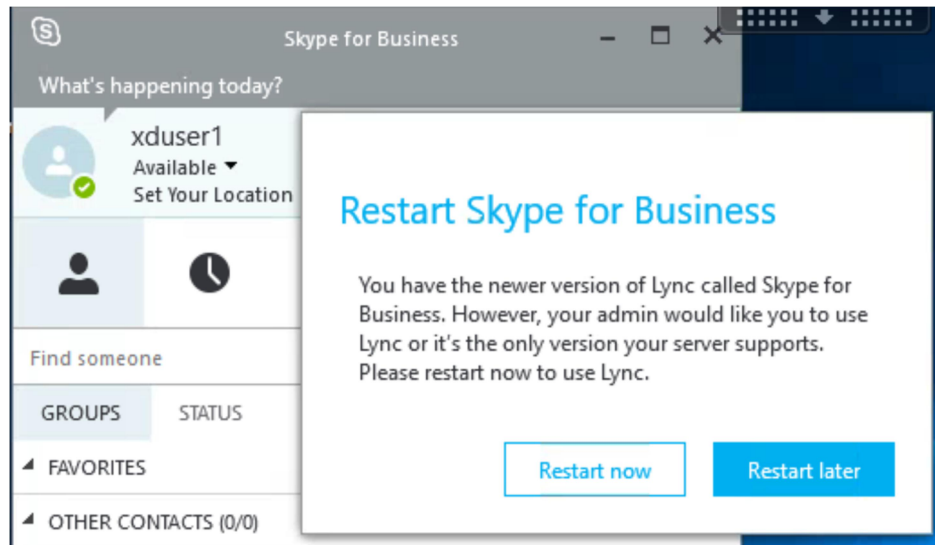 Skype for Business
What's happening today?
xduser1
Available
Set Your Location
Find someone
GROUPS STATUS
FAVORITES
OTHER CONTACTS (0/0)
Restart Skype for Business
You have the newer version of Lync called Skype for
Business. However, your admin would like you to use
Lync or it's the only version your server supports.
Please restart now to use Lync.
Restart now Restart later